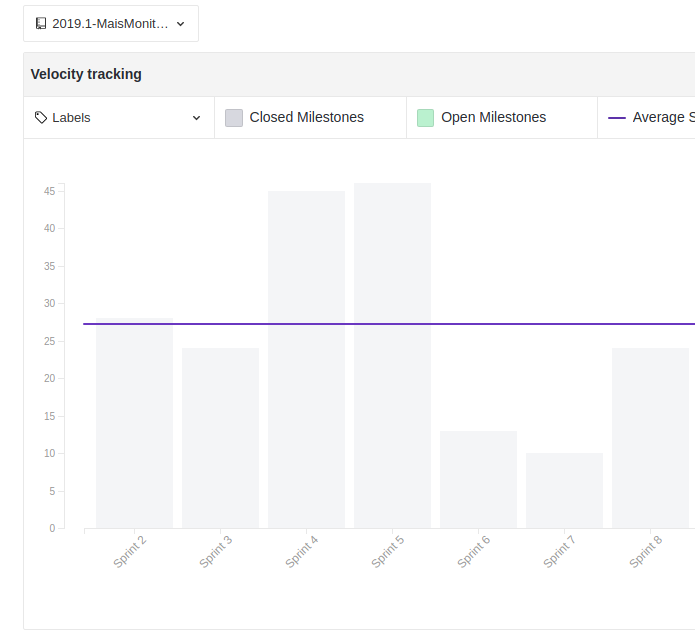 2019.1-MaisMonit...
Velocity tracking
Labels
Closed Milestones
Open Milestones
Average S
45
40
35
30
25
20
15
10
5
0
Sprint 2
Sprint 3
Sprint 4
Sprint 5
Sprint 6
Sprint 7
Sprint 8